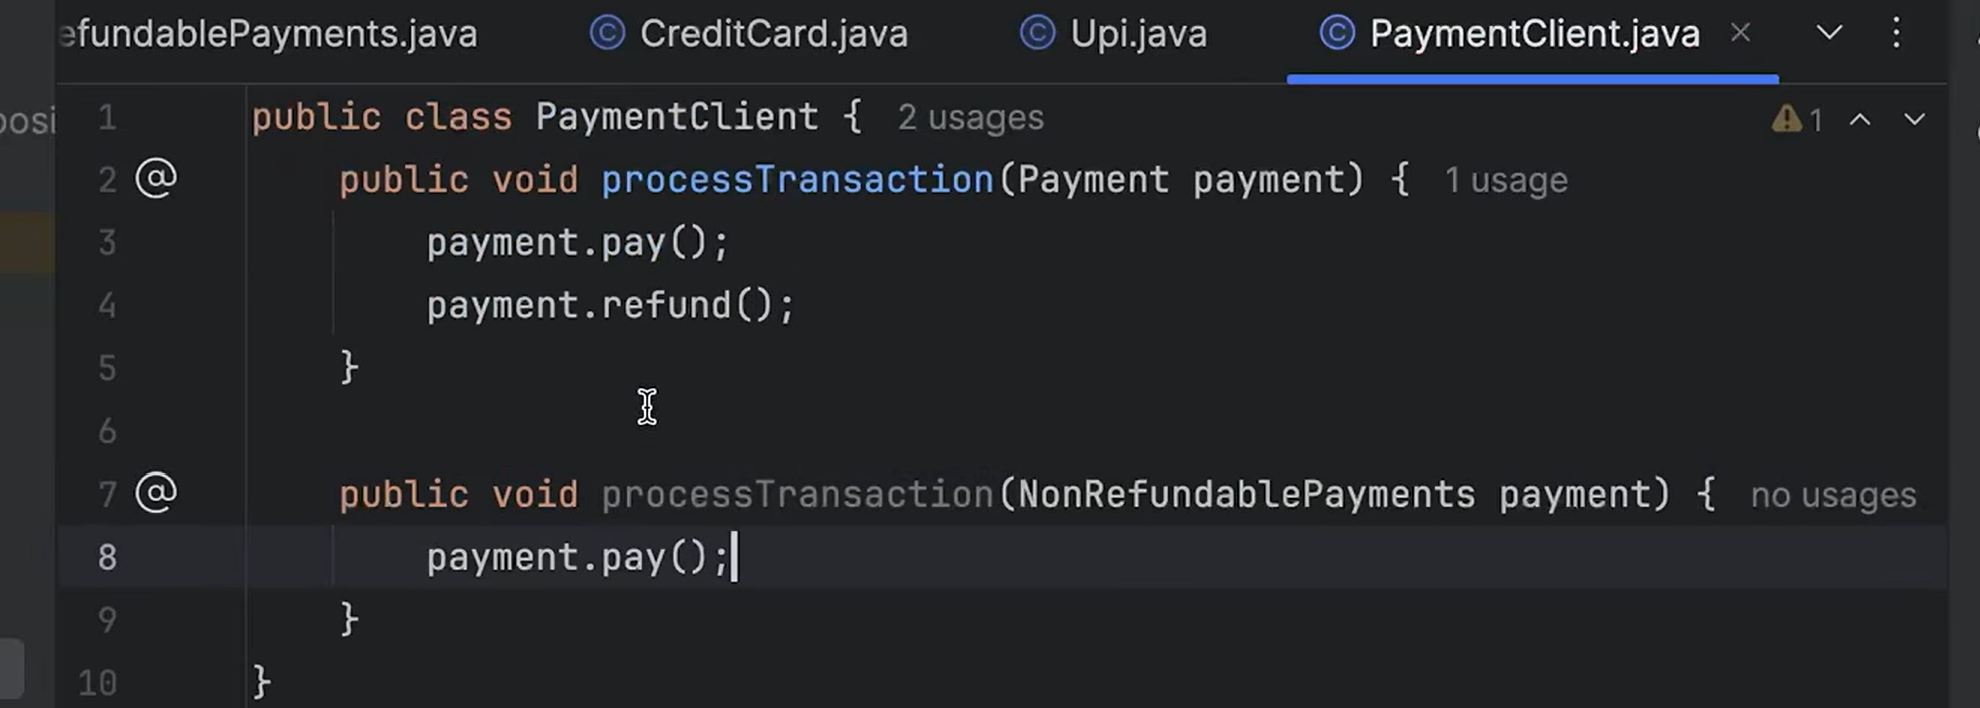 efundablePayments.java CreditCard.java Upi.java PaymentClient.java
posi 1 public class PaymentClient { 2 usages 1
2 @ public void processTransaction(Payment payment) { 1 usage
3 payment.pay();
4 payment.refund();
5 }
6
7 @ public void processTransaction(NonRefundablePayments payment) { no usages
8 payment.pay();
9 }
10 }